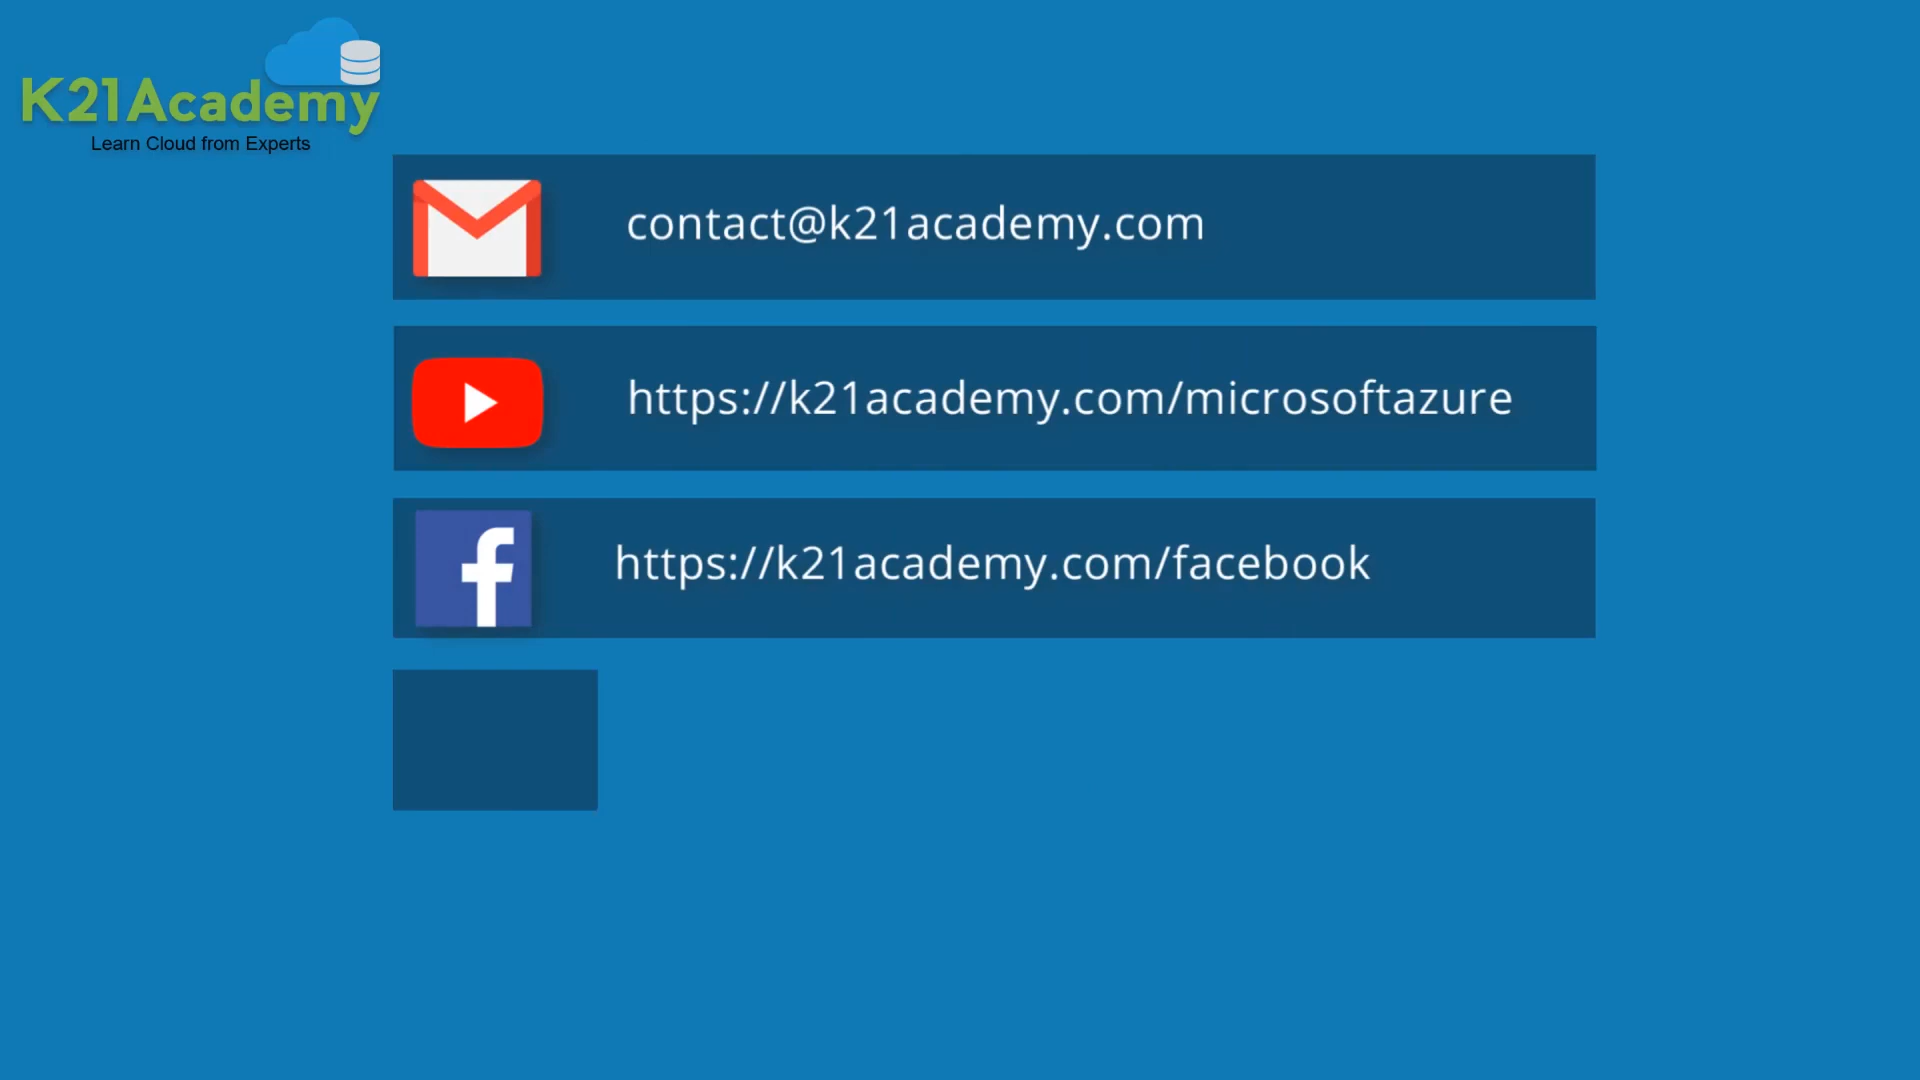 K21Academy
Learn Cloud from Experts
contact@k21academy.com
https://k21academy.com/microsoftazure
https://k21academy.com/facebook